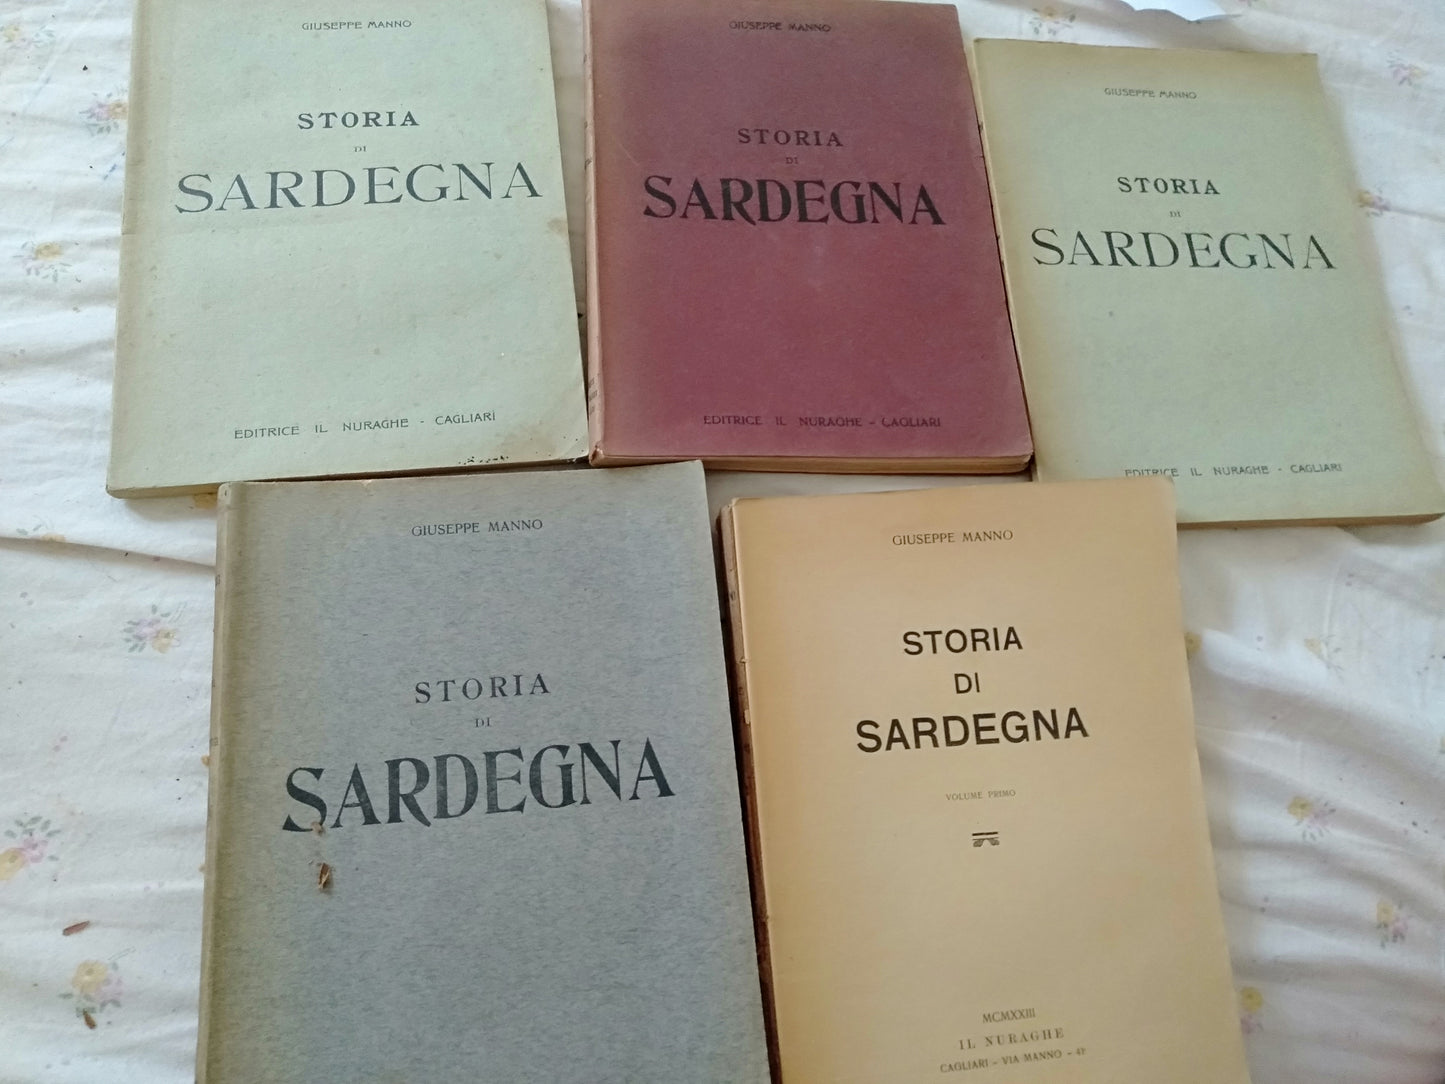 GIUSEPPE MANNO
STORIA
DI
SARDEGNA
EDITRICE IL NURAGHE - CAGLIARI
GIUSEPPE MANNO
STORIA
DI
SARDEGNA
EDITRICE IL NURAGHE - CAGLIARI
GIUSEPPE MANNO
STORIA
DI
SARDEGNA
EDITRICE IL NURAGHE - CAGLIARI
GIUSEPPE MANNO
STORIA
DI
SARDEGNA
GIUSEPPE MANNO
STORIA
DI
SARDEGNA
VOLUME PRIMO
MCMXXIII
IL NURAGHE
CAGLIARI - VIA MANNO -